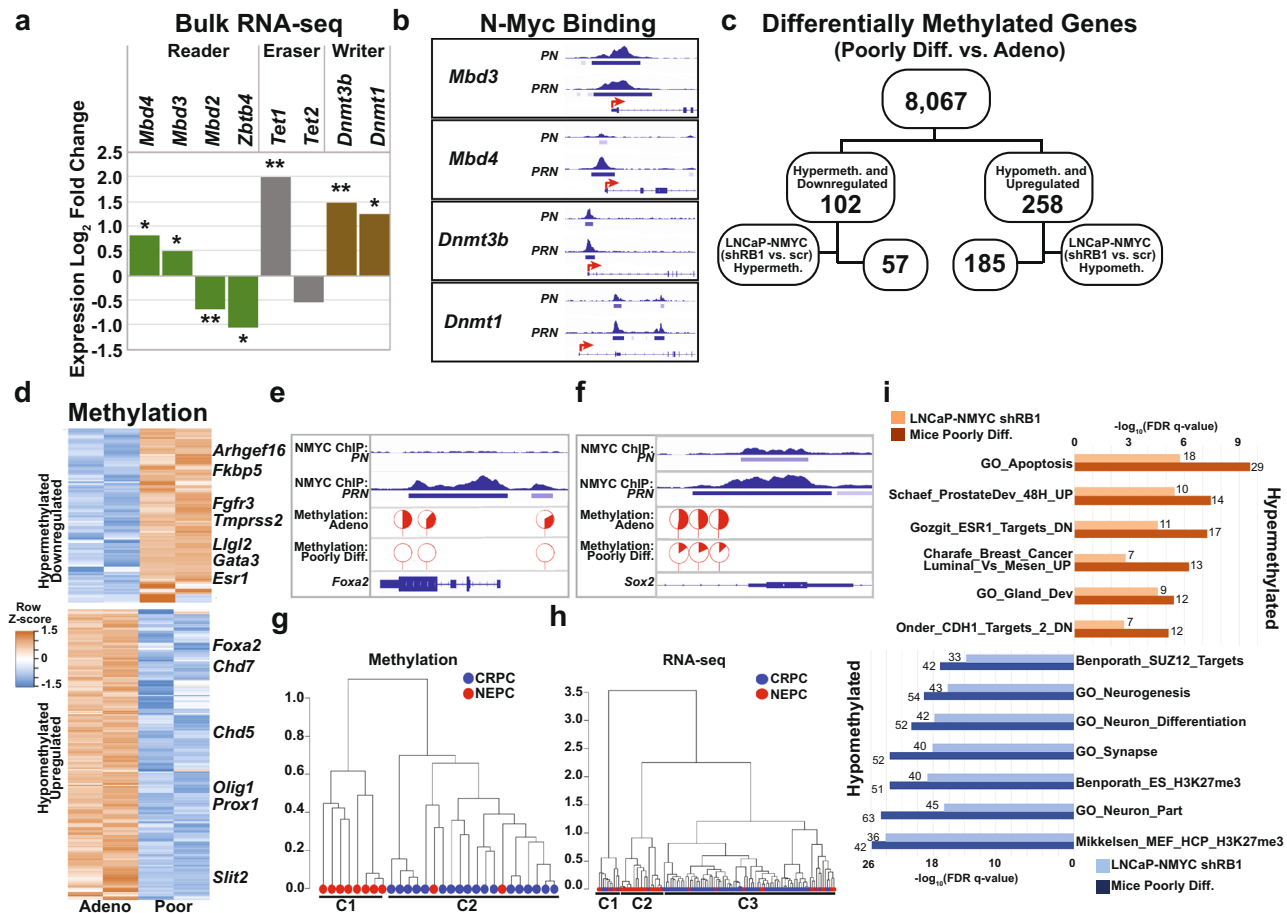 a
Bulk RNA-seq
Reader
Eraser
Writer
Mbd4
Mbd3
Mbd2
Zbtb4
Tet1
Tet2
Dnmt3b
Dnmt1
Expression Log2 Fold Change
2.5
2.0
1.5
1.0
0.5
0
-0.5
-1.0
-1.5
*
*
**
*
**
**
*
b
N-Myc Binding
Mbd3
PN
PRN
Mbd4
PN
PRN
Dnmt3b
PN
PRN
Dnmt1
PN
PRN
c
Differentially Methylated Genes
(Poorly Diff. vs. Adeno)
8,067
Hypermeth. and
Downregulated
102
Hypometh. and
Upregulated
258
LNCaP-NMYC
(shRB1 vs. scr)
Hypermeth.
57
185
LNCaP-NMYC
(shRB1 vs. scr)
Hypometh.
d
Methylation
Hypermethylated
Downregulated
Arhgef16
Fkbp5
Fgfr3
Tmprss2
Llgl2
Gata3
Esr1
Row
Z-score
1.5
0
-1.5
Hypomethylated
Upregulated
Foxa2
Chd7
Chd5
Olig1
Prox1
Slit2
Adeno
Poor
e
NMYC ChIP:
PN
NMYC ChIP:
PRN
Methylation:
Adeno
Methylation:
Poorly Diff.
Foxa2
f
NMYC ChIP:
PN
NMYC ChIP:
PRN
Methylation:
Adeno
Methylation:
Poorly Diff.
Sox2
g
Methylation
CRPC
NEPC
1.0
0.8
0.6
0.4
0.2
0.0
C1
C2
h
RNA-seq
CRPC
NEPC
3.5
3.0
2.5
2.0
1.5
1.0
0.5
0.0
C1
C2
C3
i
LNCaP-NMYC shRB1
Mice Poorly Diff.
-log10(FDR q-value)
0
3
6
9
GO_Apoptosis
18
29
Schaef_ProstateDev_48H_UP
10
14
Gozgit_ESR1_Targets_DN
11
17
Charafe_Breast_Cancer
Luminal_Vs_Mesen_UP
7
13
GO_Gland_Dev
9
12
Onder_CDH1_Targets_2_DN
7
12
Hypermethylated
Hypomethylated
33
42
Benporath_SUZ12_Targets
43
54
GO_Neurogenesis
42
52
GO_Neuron_Differentiation
40
52
GO_Synapse
40
51
Benporath_ES_H3K27me3
45
63
GO_Neuron_Part
36
42
Mikkelsen_MEF_HCP_H3K27me3
26
18
10
0
-log10(FDR q-value)
LNCaP-NMYC shRB1
Mice Poorly Diff.